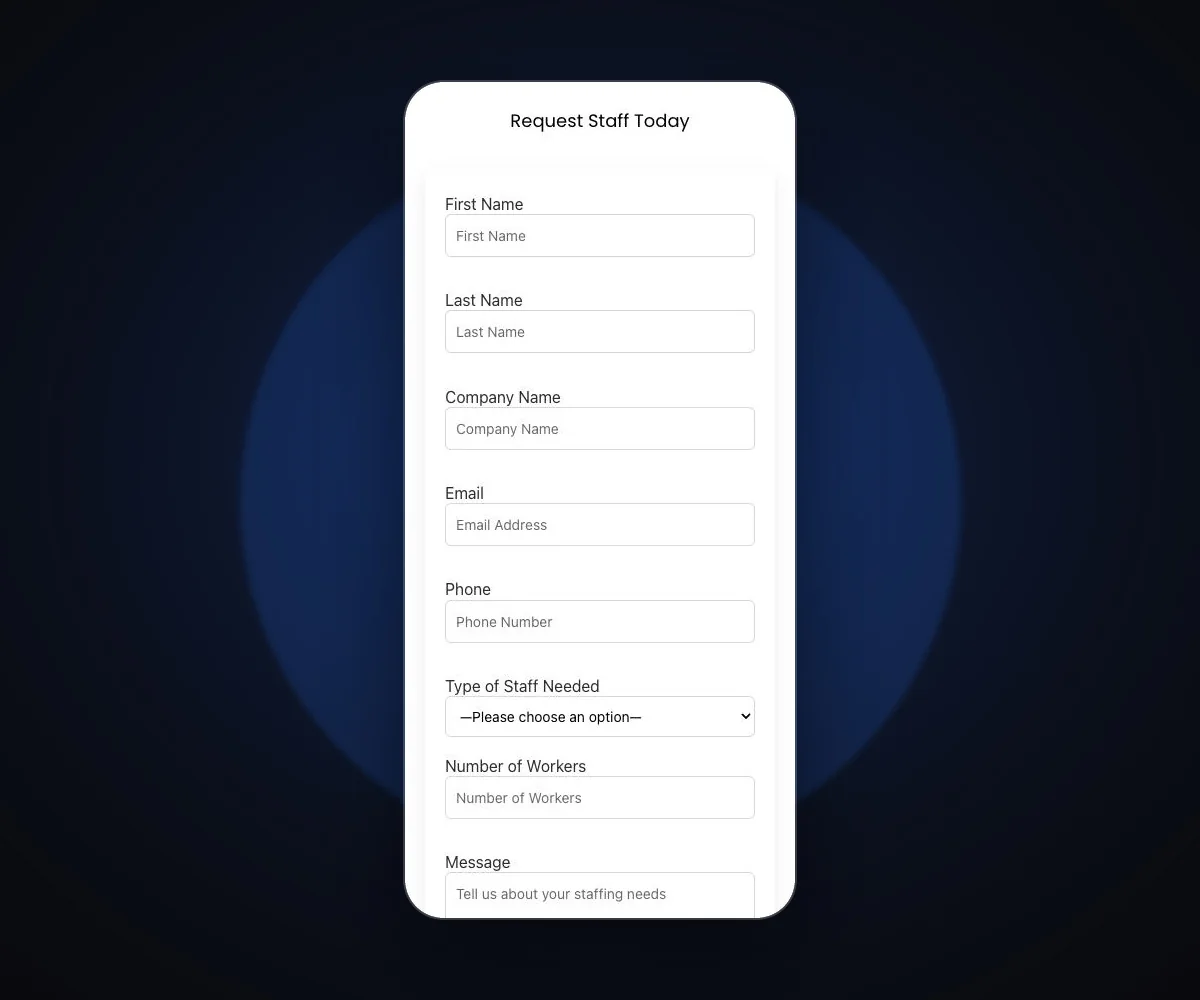 Request Staff Today
First Name
First Name
Last Name
Last Name
Company Name
Company Name
Email
Email Address
Phone
Phone Number
Type of Staff Needed
—Please choose an option—
Number of Workers
Number of Workers
Message
Tell us about your staffing needs